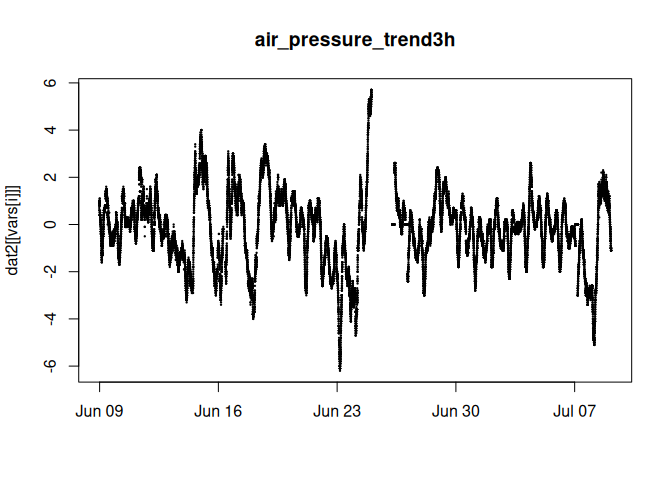 air_pressure_trend3h
dat2[[vars[i]]]
6
4
2
0
-2
-4
-6
Jun 09
Jun 16
Jun 23
Jun 30
Jul 07